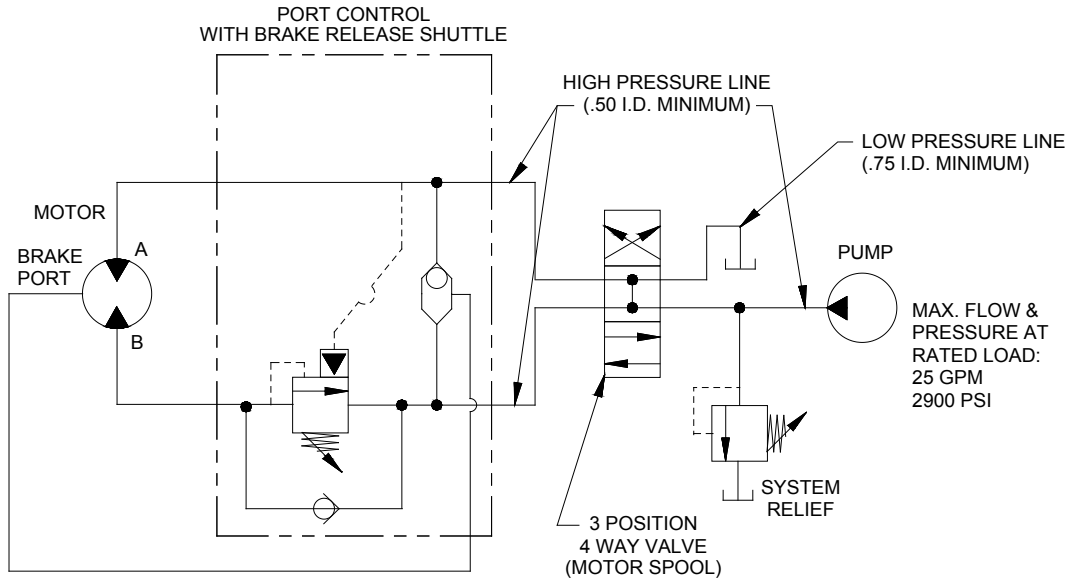 PORT CONTROL
WITH BRAKE RELEASE SHUTTLE
HIGH PRESSURE LINE
(.50 I.D. MINIMUM)
LOW PRESSURE LINE
(.75 I.D. MINIMUM)
MOTOR
BRAKE
PORT
A
B
PUMP
MAX. FLOW &
PRESSURE AT
RATED LOAD:
25 GPM
2900 PSI
SYSTEM
RELIEF
3 POSITION
4 WAY VALVE
(MOTOR SPOOL)